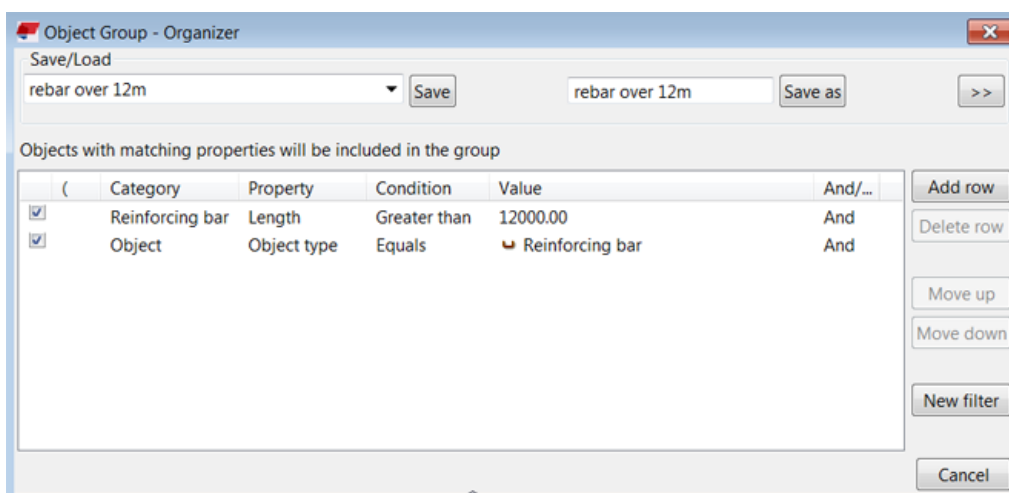 Object Group - Organizer
Save/Load
rebar over 12m Save rebar over 12m Save as >>
Objects with matching properties will be included in the group
( Category Property Condition Value And/... Add row
Reinforcing bar Length Greater than 12000.00 And
Delete row
Object Object type Equals Reinforcing bar And
Move up
Move down
New filter
Cancel